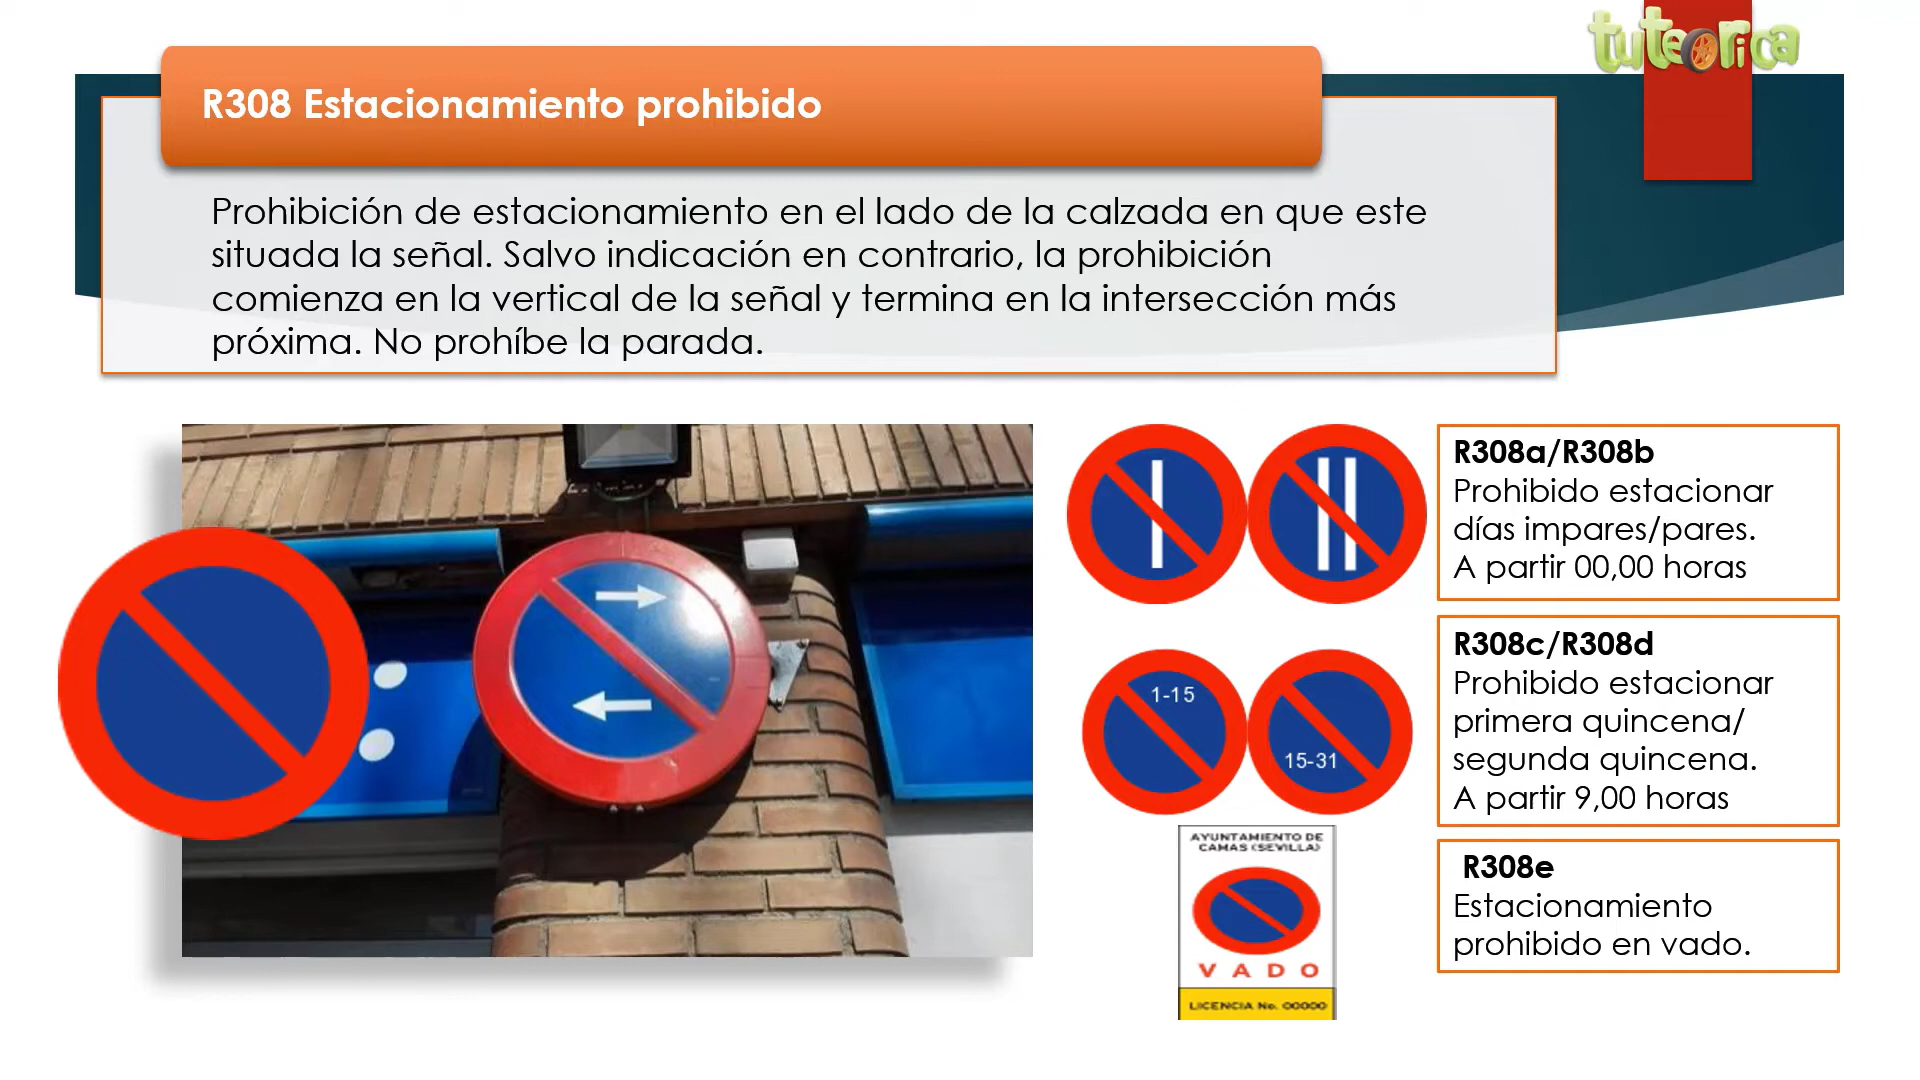 tuteorica
R308 Estacionamiento prohibido
Prohibición de estacionamiento en el lado de la calzada en que este
situada la señal. Salvo indicación en contrario, la prohibición
comienza en la vertical de la señal y termina en la intersección más
próxima. No prohíbe la parada.
R308a/R308b
Prohibido estacionar
días impares/pares.
A partir 00,00 horas
1-15
15-31
R308c/R308d
Prohibido estacionar
primera quincena/
segunda quincena.
A partir 9,00 horas
AYUNTAMIENTO DE
CAMAS (SEVILLA)
VADO
LICENCIA No. 00000
R308e
Estacionamiento
prohibido en vado.